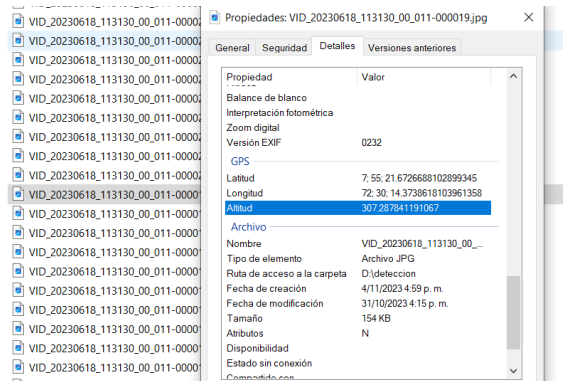 VID_20230618_113130_00_011-00002
VID_20230618_113130_00_011-00002
VID_20230618_113130_00_011-00002
VID_20230618_113130_00_011-00002
VID_20230618_113130_00_011-00002
VID_20230618_113130_00_011-00002
VID_20230618_113130_00_011-00002
VID_20230618_113130_00_011-00002
VID_20230618_113130_00_011-00002
VID_20230618_113130_00_011-00001
VID_20230618_113130_00_011-00001
VID_20230618_113130_00_011-00001
VID_20230618_113130_00_011-00001
VID_20230618_113130_00_011-00001
VID_20230618_113130_00_011-00001
VID_20230618_113130_00_011-00001
VID_20230618_113130_00_011-00001
VID_20230618_113130_00_011-00001
VID_20230618_113130_00_011-00001
Propiedades: VID_20230618_113130_00_011-000019.jpg
General Seguridad Detalles Versiones anteriores
Propiedad Valor
Balance de blanco
Interpretación fotométrica
Zoom digital
Versión EXIF 0232
GPS
Latitud 7; 55; 21.6726688102899345
Longitud 72; 30; 14.3738618103961358
Altitud 307.287841191067
Archivo
Nombre VID_20230618_113130_00_...
Tipo de elemento Archivo JPG
Ruta de acceso a la carpeta D:\deteccion
Fecha de creación 4/11/2023 4:59 p. m.
Fecha de modificación 31/10/2023 4:15 p. m.
Tamaño 154 KB
Atributos N
Disponibilidad
Estado sin conexión
Compartido con